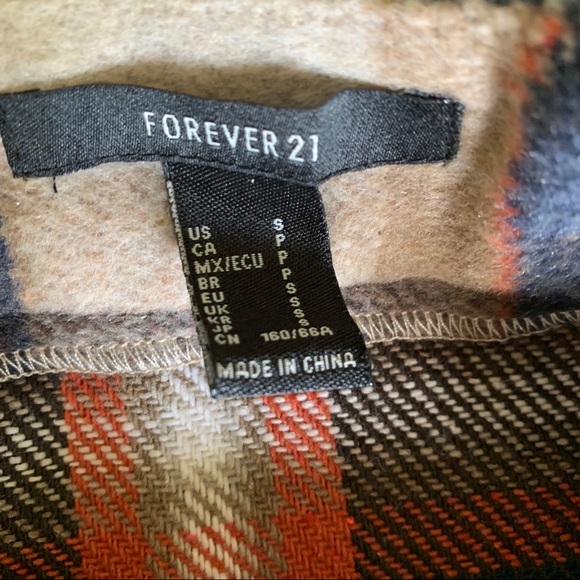 FOREVER 21
US S
CA P
MX/ECU P
BR P
EU S
UK S
KR S
JP S
CN 160/66A
MADE IN CHINA